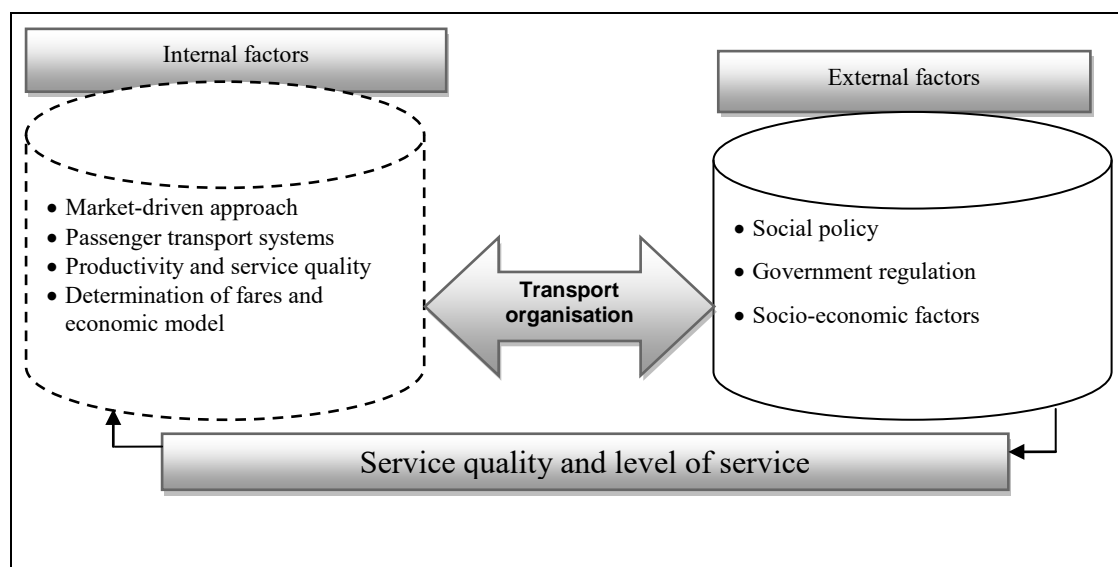 Internal factors
External factors
• Market-driven approach
• Passenger transport systems
• Productivity and service quality
• Determination of fares and
economic model
Transport
organisation
• Social policy
• Government regulation
• Socio-economic factors
Service quality and level of service